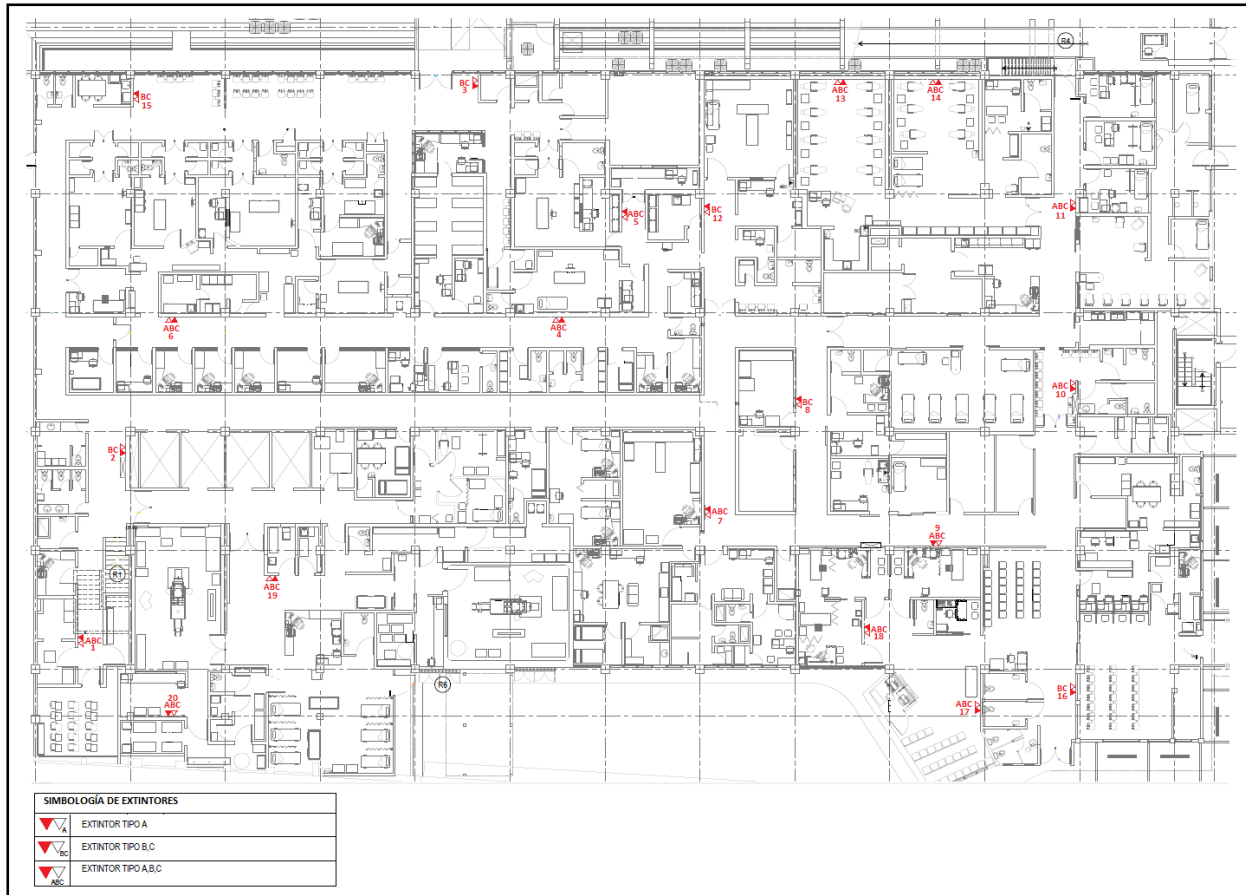 R4
BC
3
ABC
13
ABC
14
BC
15
ABC
5
BC
12
ABC
11
ABC
6
ABC
4
BC
8
ABC
10
BC
2
ABC
7
9
ABC
R1
ABC
19
ABC
1
ABC
18
R6
20
ABC
ABC
17
BC
16
SIMBOLOGÍA DE EXTINTORES
A EXTINTOR TIPO A
BC EXTINTOR TIPO B,C
ABC EXTINTOR TIPO A,B,C